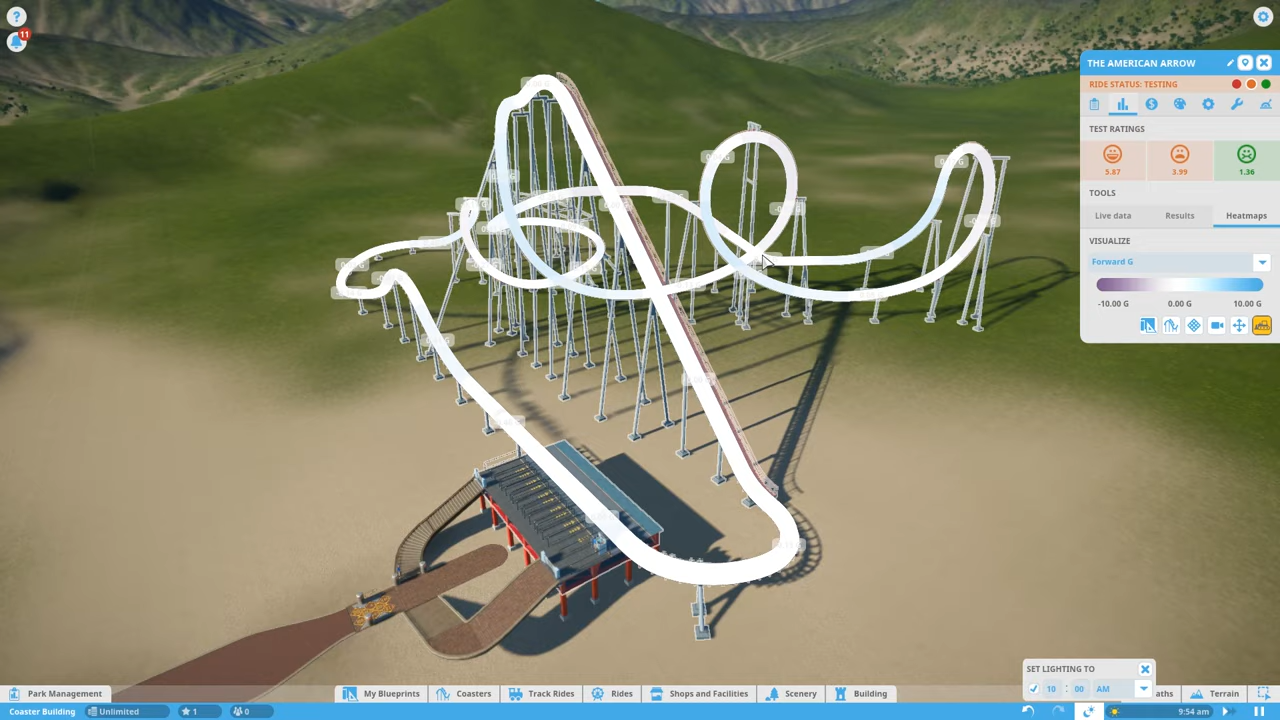 ?
11
THE AMERICAN ARROW
RIDE STATUS: TESTING
TEST RATINGS
5.87 3.99 1.36
TOOLS
Live data Results Heatmaps
VISUALIZE
Forward G
-10.00 G 0.00 G 10.00 G
SET LIGHTING TO
10 : 00 AM
Park Management
My Blueprints
Coasters
Track Rides
Rides
Shops and Facilities
Scenery
Building
aths
Terrain
Coaster Building
Unlimited
1
0
9:54 am